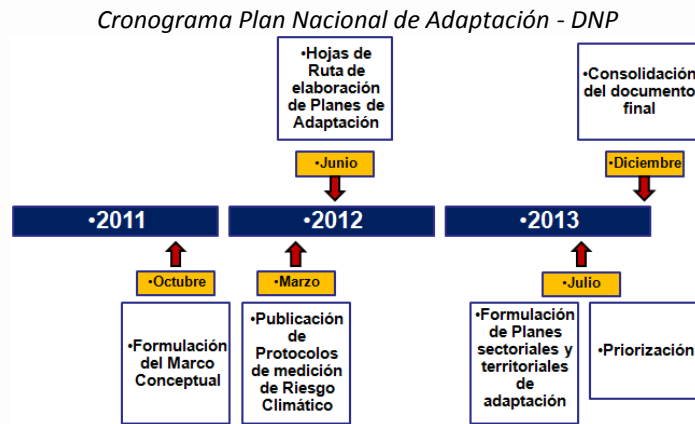 Cronograma Plan Nacional de Adaptación - DNP
•Hojas de
Ruta de
elaboración
de Planes de
Adaptación
•Consolidación
del documento
final
•Junio
•Diciembre
•2011
•2012
•2013
•Octubre
•Marzo
•Julio
•Formulación
del Marco
Conceptual
•Publicación
de
Protocolos
de medición
de Riesgo
Climático
•Formulación
de Planes
sectoriales y
territoriales
de
adaptación
•Priorización